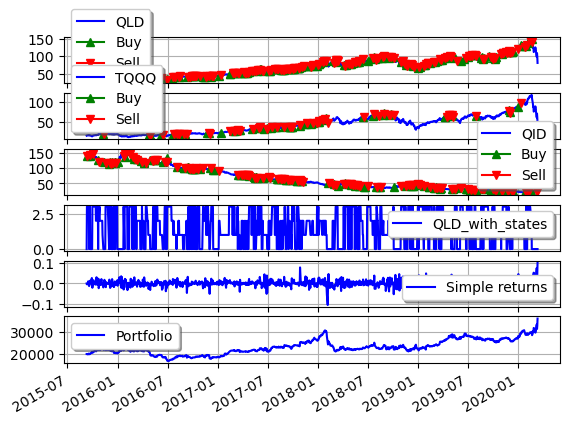 QLD
Buy
Sell
150
100
50
TQQQ
Buy
Sell
100
50
QID
Buy
Sell
150
100
50
2.5
0.0
QLD_with_states
0.1
0.0
−0.1
Simple returns
30000
20000
Portfolio
2015-07
2016-01
2016-07
2017-01
2017-07
2018-01
2018-07
2019-01
2019-07
2020-01